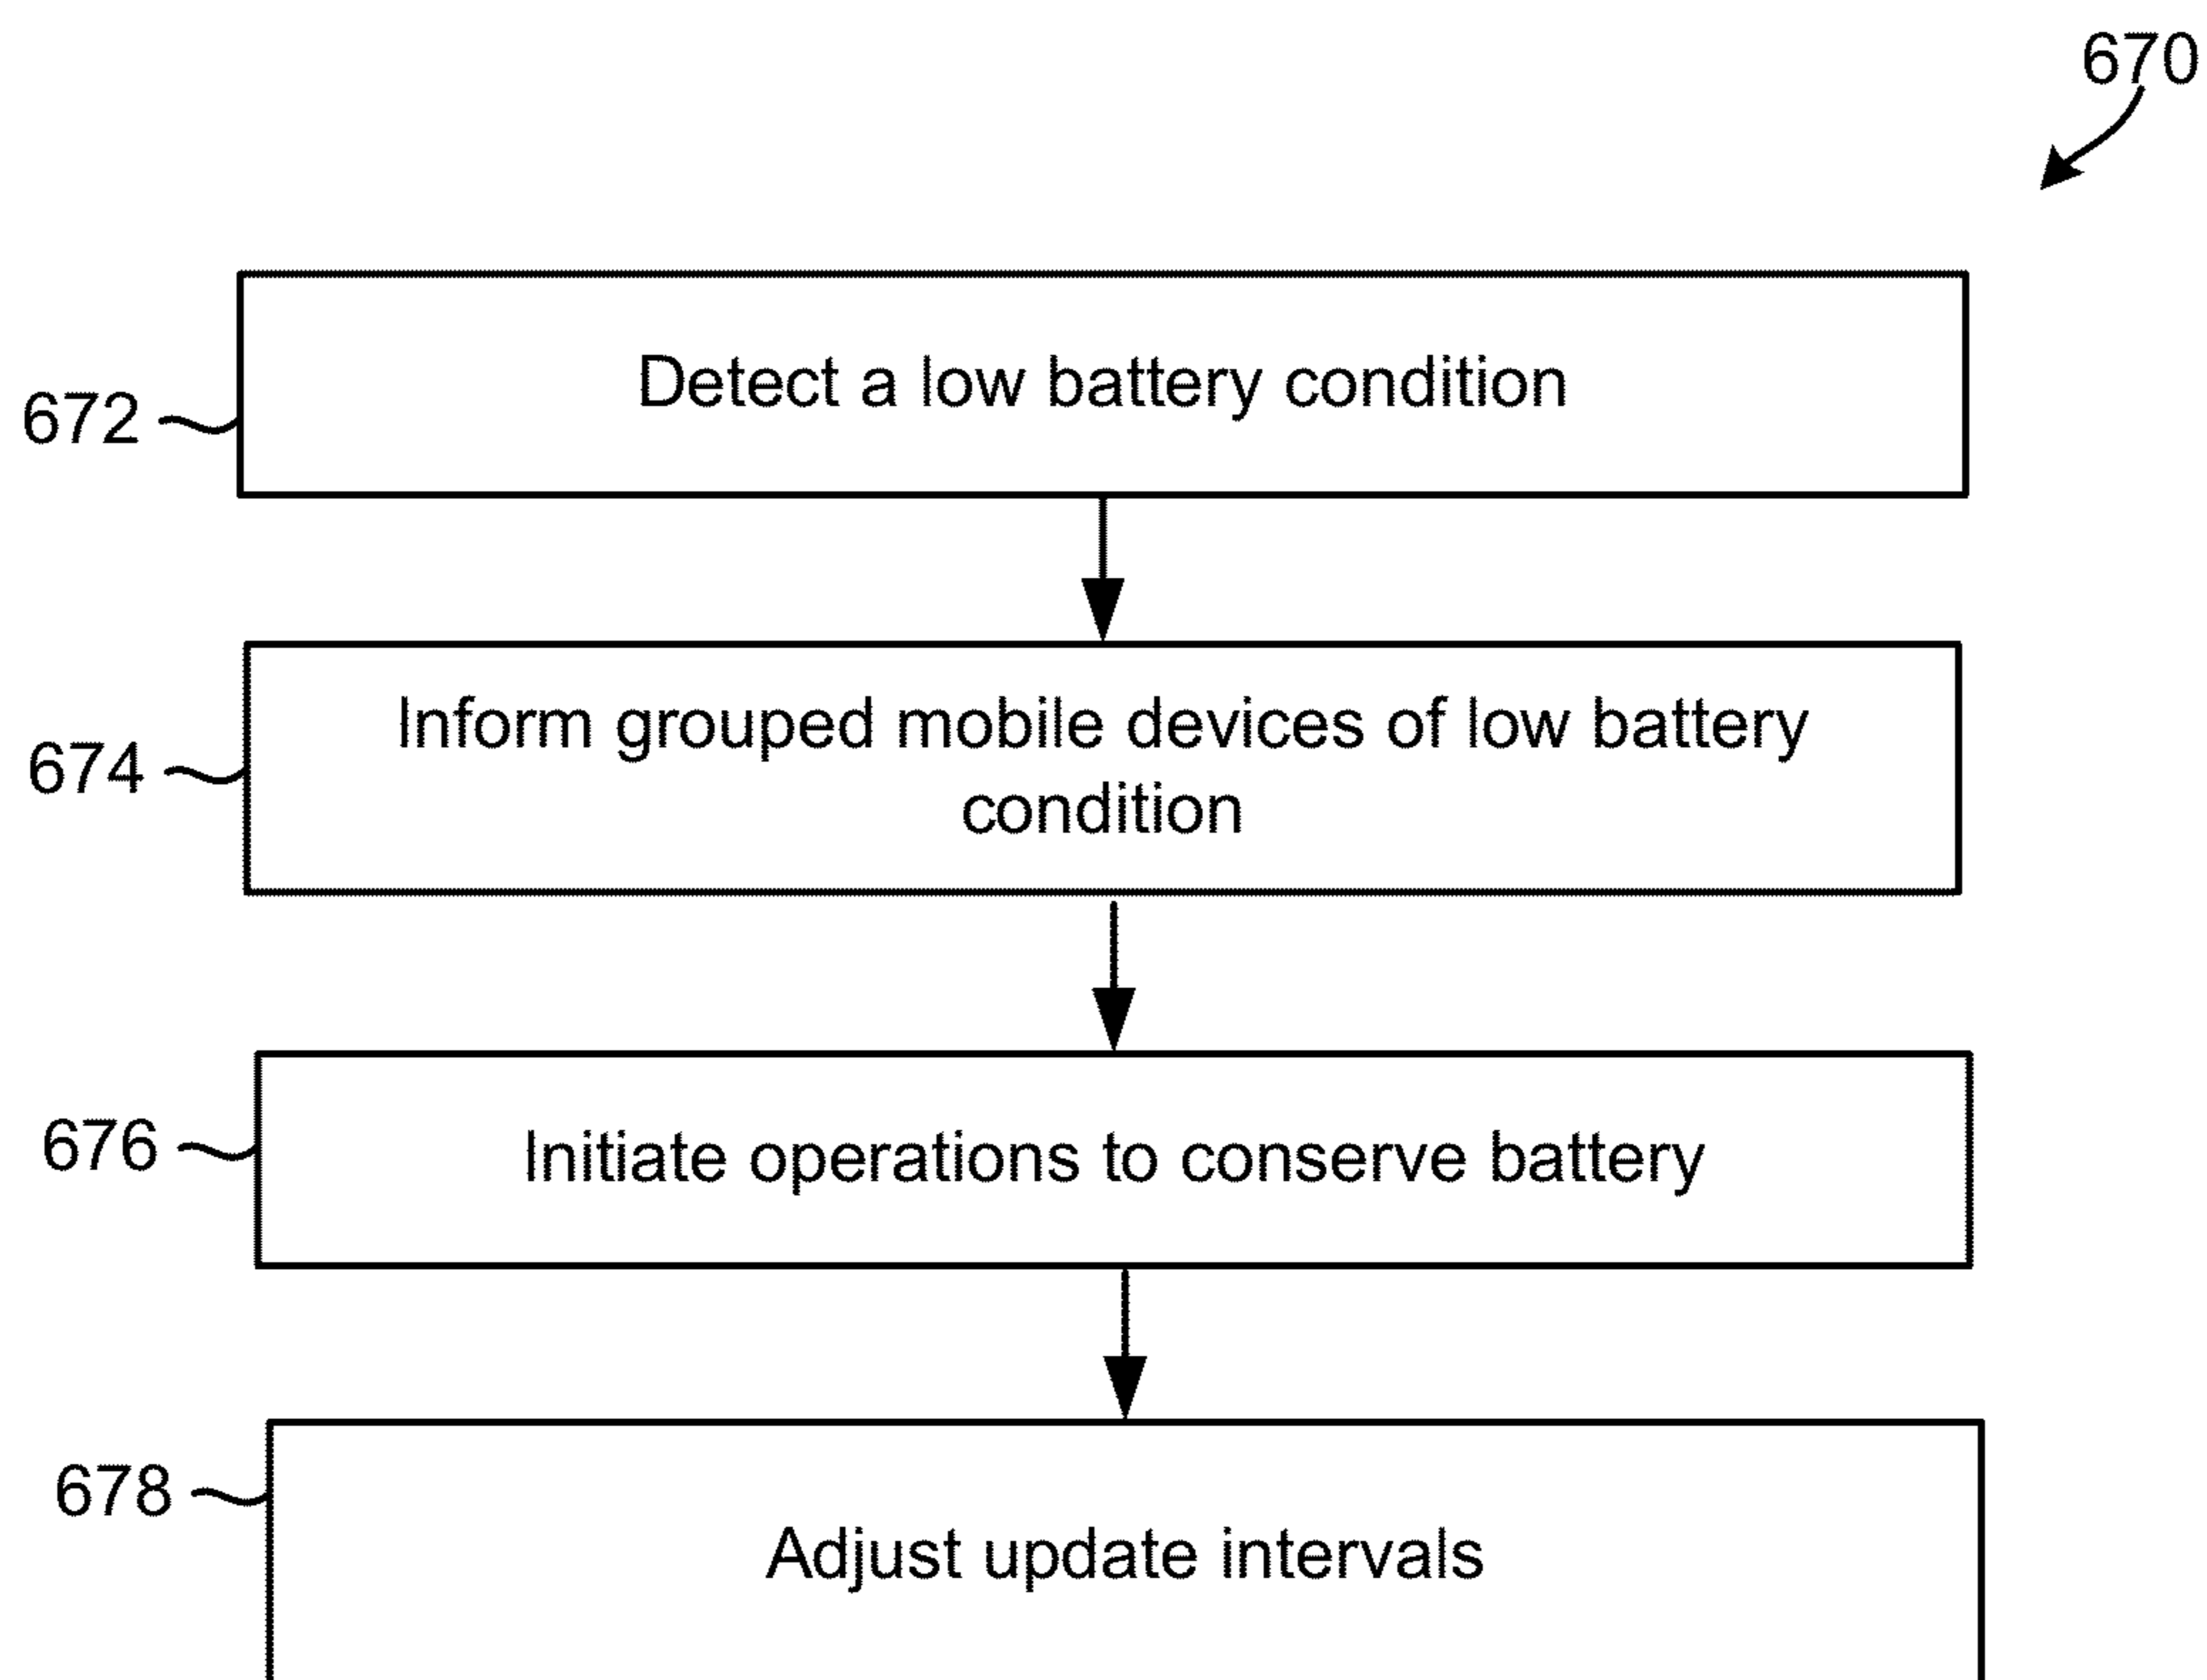 670
Detect a low battery condition
672
Inform grouped mobile devices of low battery
condition
674
Initiate operations to conserve battery
676
678
Adjust update intervals